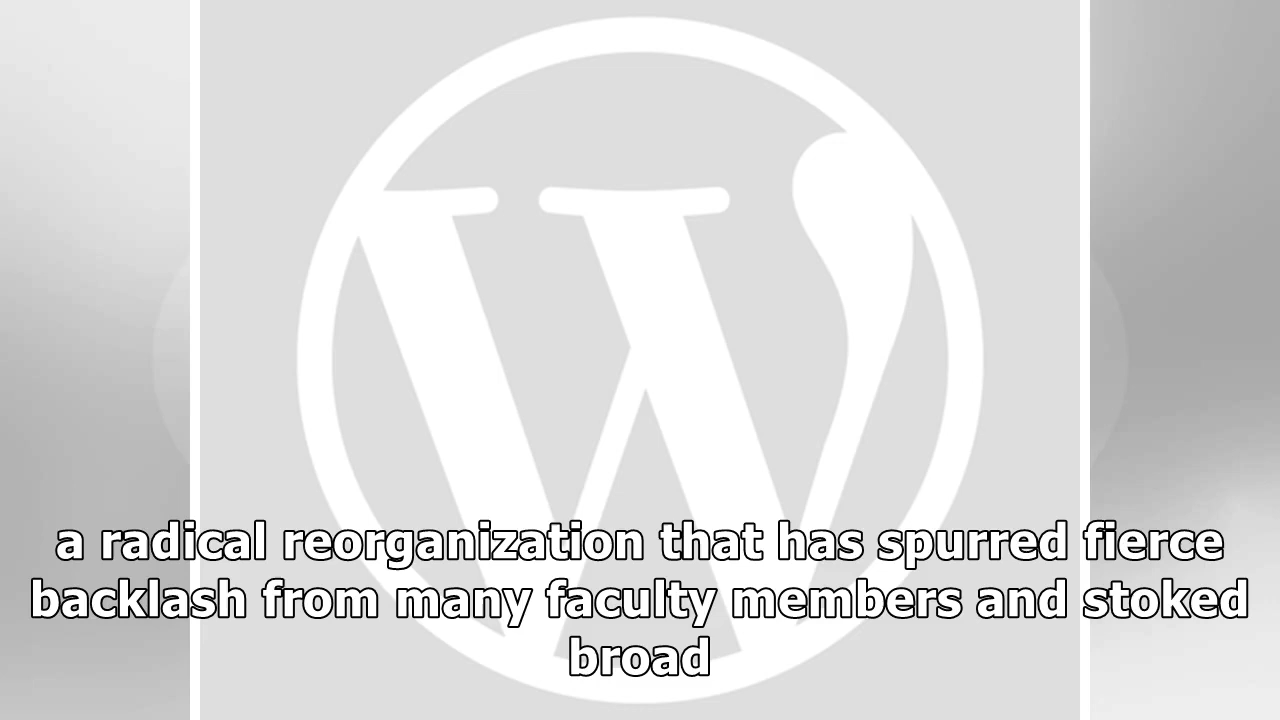 a radical reorganization that has spurred fierce
backlash from many faculty members and stoked
broad